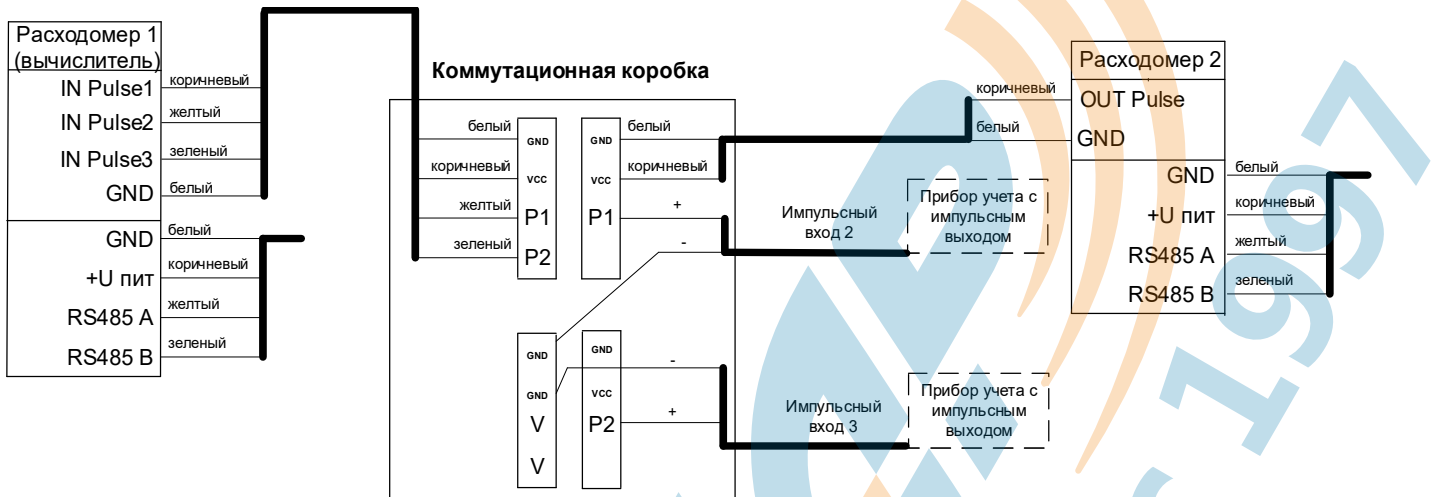 Расходомер 1
(вычислитель)
IN Pulse1
коричневый
IN Pulse2
желтый
IN Pulse3
зеленый
GND
белый
GND
белый
+U пит
коричневый
RS485 A
желтый
RS485 B
зеленый
Коммутационная коробка
белый
GND
коричневый
VCC
желтый
P1
зеленый
P2
GND
белый
VCC
коричневый
P1
+
-
Импульсный
вход 2
Прибор учета с
импульсным
выходом
GND
GND
V
V
GND
-
VCC
P2
+
Импульсный
вход 3
Прибор учета с
импульсным
выходом
Расходомер 2
коричневый
OUT Pulse
белый
GND
GND
белый
+U пит
коричневый
RS485 A
желтый
RS485 B
зеленый
1997